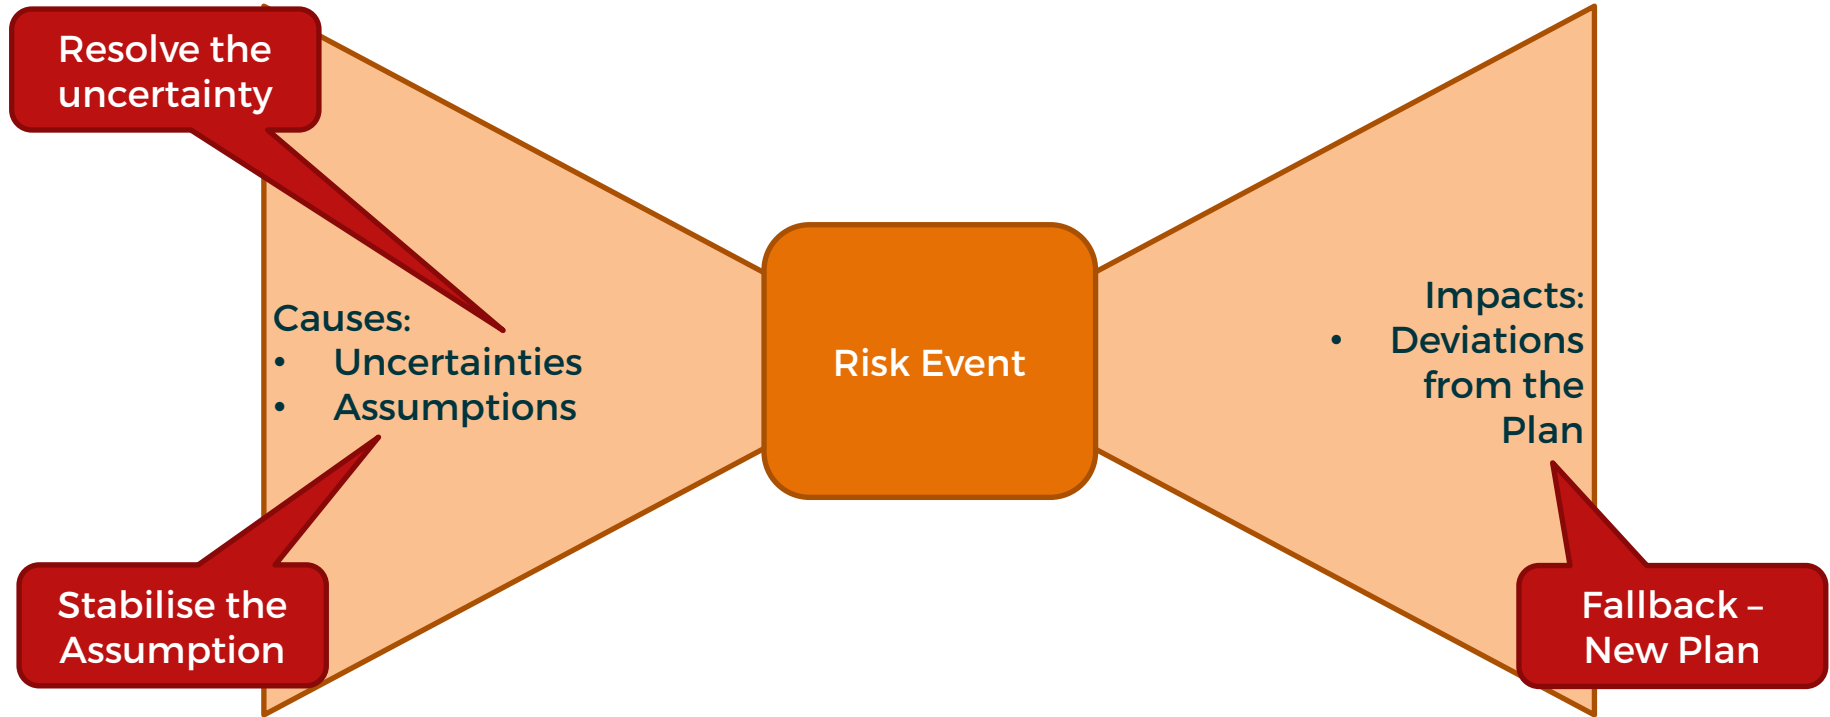 Resolve the
uncertainty
Causes:
• Uncertainties
• Assumptions
Stabilise the
Assumption
Risk Event
Impacts:
• Deviations
from the
Plan
Fallback –
New Plan